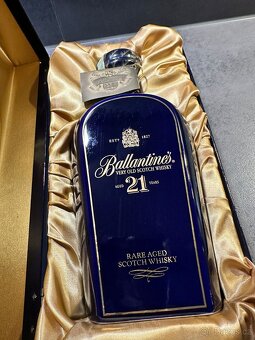 ESTD 1827
Ballantine's
VERY OLD SCOTCH WHISKY
AGED 21 YEARS
RARE AGED
SCOTCH WHISKY